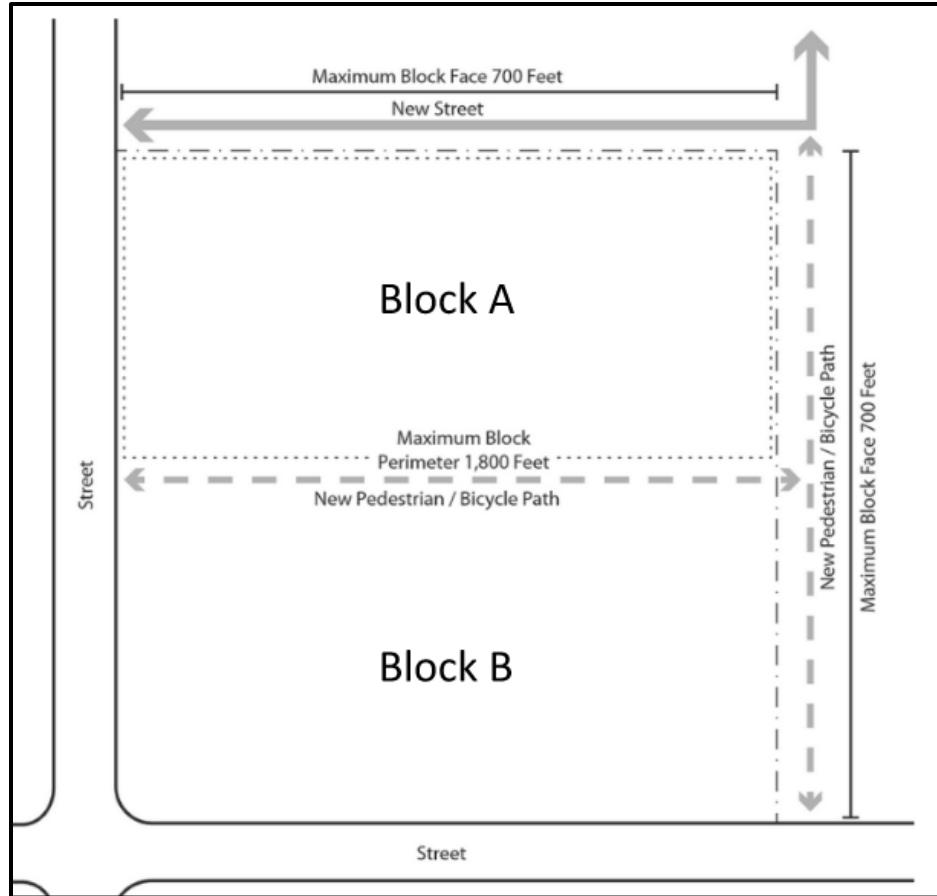 Maximum Block Face 700 Feet
New Street
Block A
Maximum Block
Perimeter 1,800 Feet
New Pedestrian / Bicycle Path
Street
New Pedestrian / Bicycle Path
Maximum Block Face 700 Feet
Block B
Street